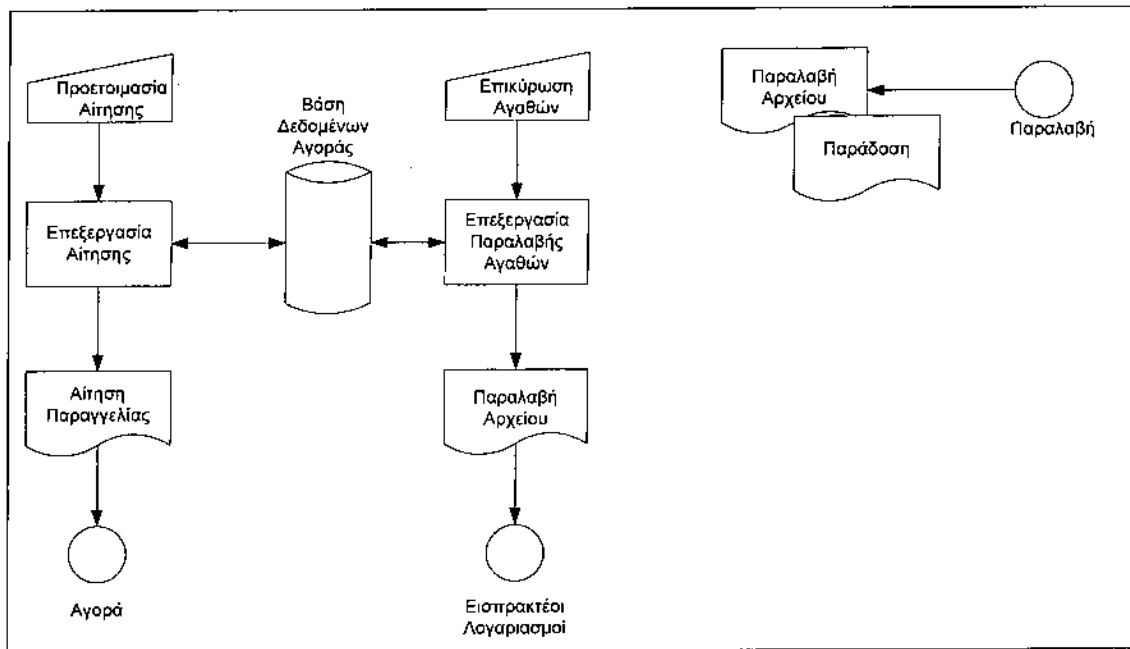 Προετοιμασία
Αίτησης
Επεξεργασία
Αίτησης
Αίτηση
Παραγγελίας
Αγορά
Βάση
Δεδομένων
Αγοράς
Επικύρωση
Αγαθών
Επεξεργασία
Παραλαβής
Αγαθών
Παραλαβή
Αρχείου
Εισπρακτέοι
Λογαριασμοί
Παραλαβή
Αρχείου
Παράδοση
Παραλαβή